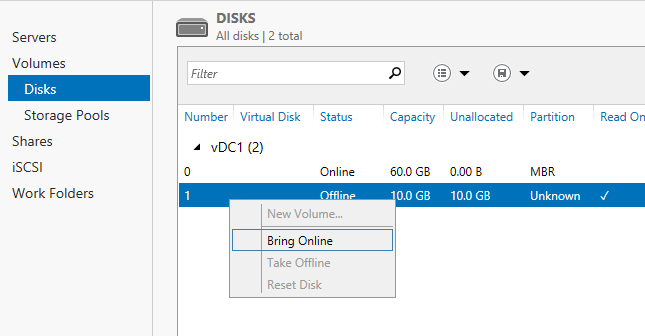 DISKS
All disks | 2 total
Servers
Volumes
Disks
Storage Pools
Shares
iSCSI
Work Folders
Filter
Number Virtual Disk Status Capacity Unallocated Partition Read On
vDC1 (2)
0 Online 60.0 GB 0.00 B MBR
1 Offline 10.0 GB 10.0 GB Unknown ✓
New Volume...
Bring Online
Take Offline
Reset Disk